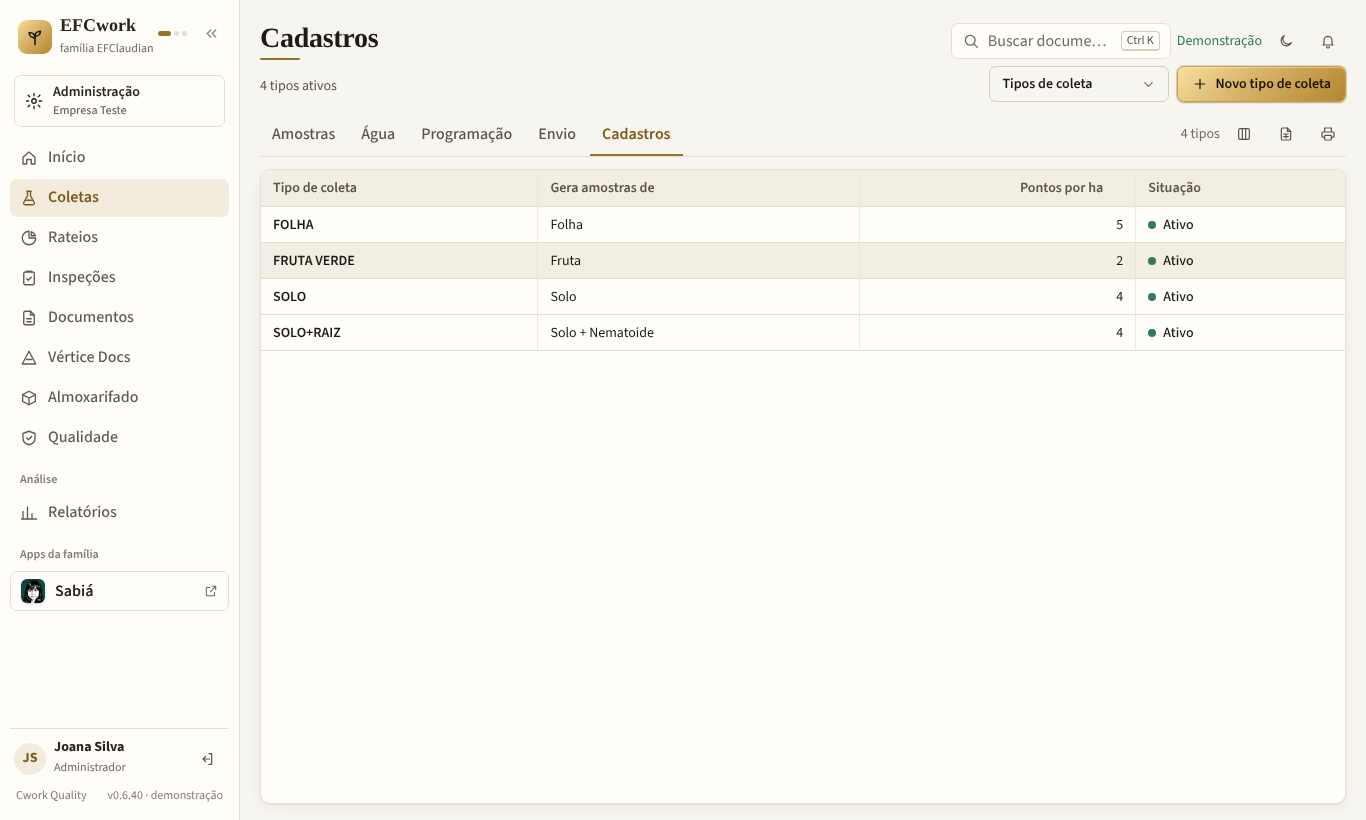 EFCwork
família EFClaudian
Administração
Empresa Teste
Início
Coletas
Rateios
Inspeções
Documentos
Vértice Docs
Almoxarifado
Qualidade
Análise
Relatórios
Apps da família
Sabiá
JS
Joana Silva
Administrador
Cwork Quality v0.6.40 · demonstração
Cadastros
Buscar docume… Ctrl K Demonstração
4 tipos ativos
Tipos de coleta
Novo tipo de coleta
Amostras Água Programação Envio Cadastros
4 tipos
Tipo de coleta Gera amostras de Pontos por ha Situação
FOLHA Folha 5 Ativo
FRUTA VERDE Fruta 2 Ativo
SOLO Solo 4 Ativo
SOLO+RAIZ Solo + Nematoide 4 Ativo